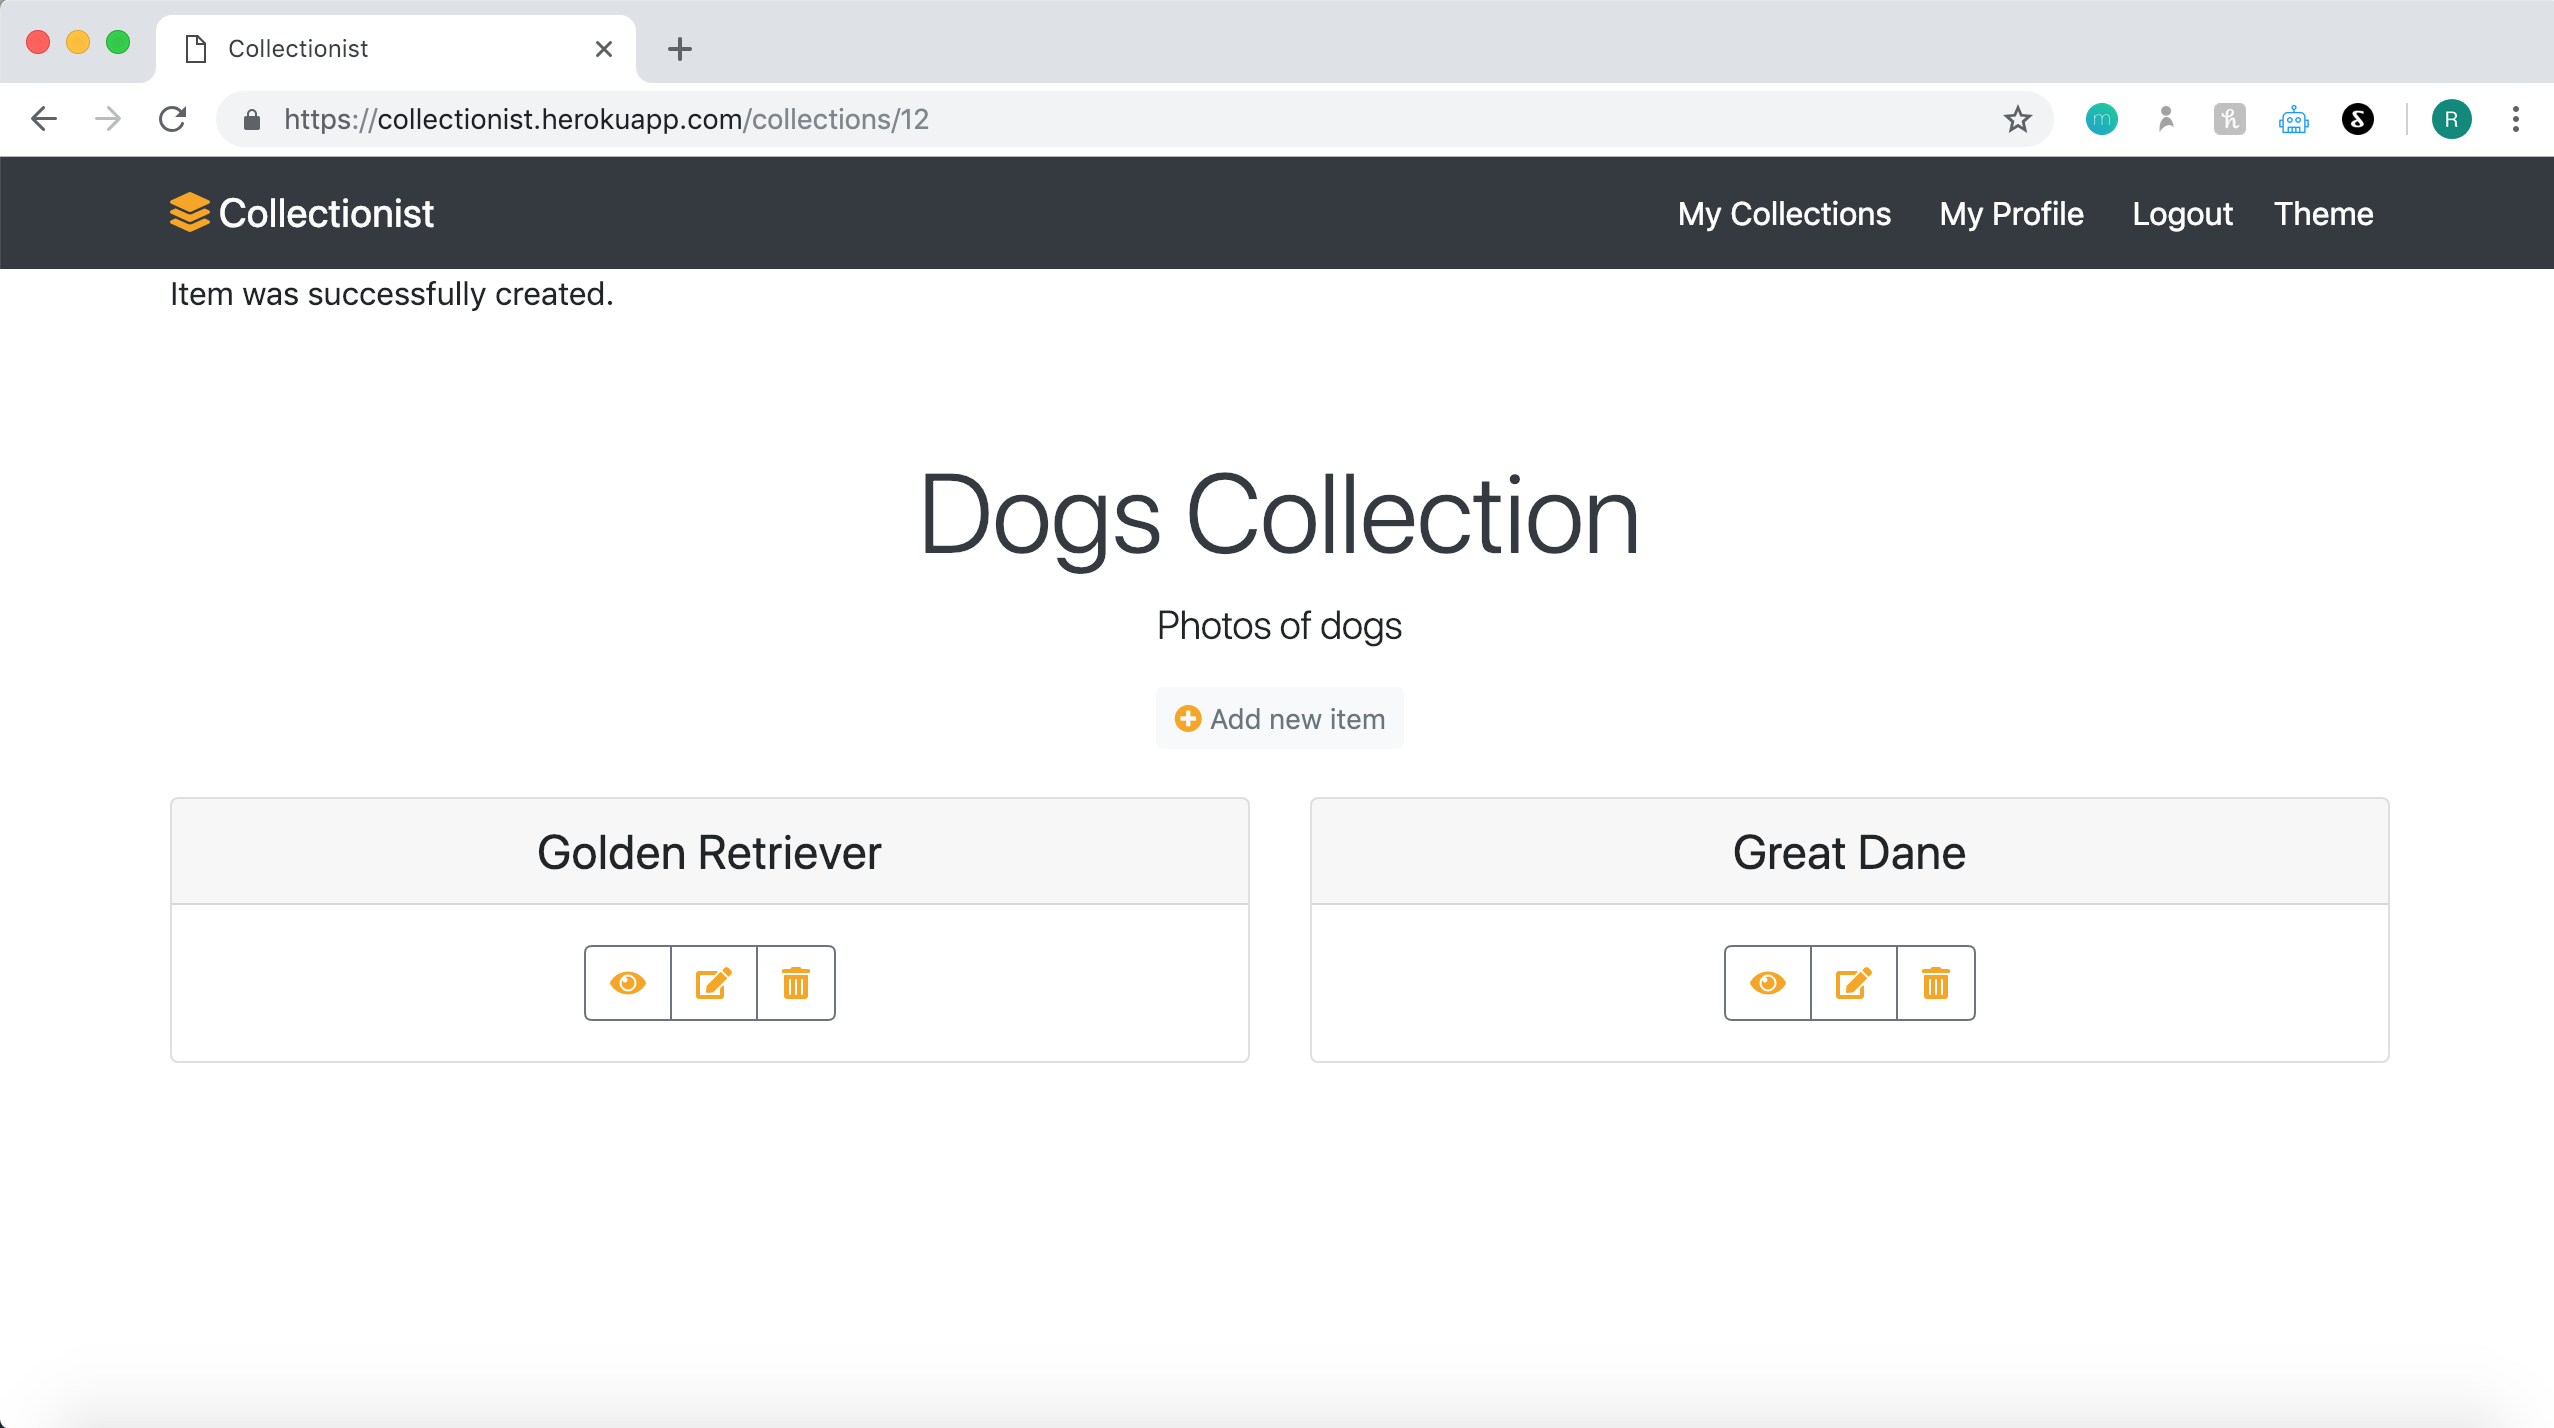 Collectionist
https://collectionist.herokuapp.com/collections/12
m
h
R
Collectionist
My Collections
My Profile
Logout
Theme
Item was successfully created.
Dogs Collection
Photos of dogs
Add new item
Golden Retriever
Great Dane